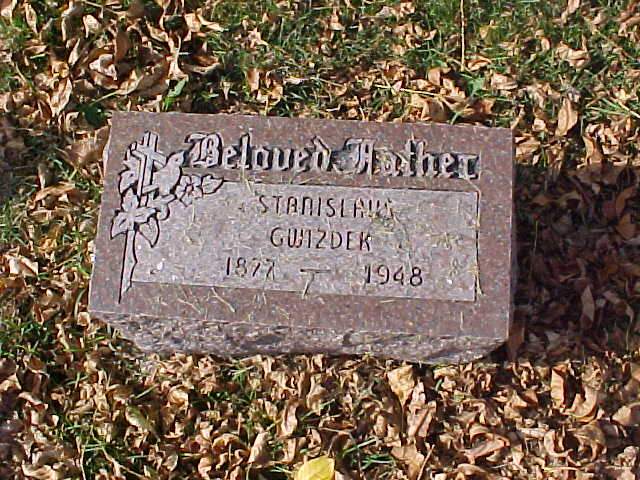 Beloved Father
STANISLAUS
GWIZDEK
1877 — 1948